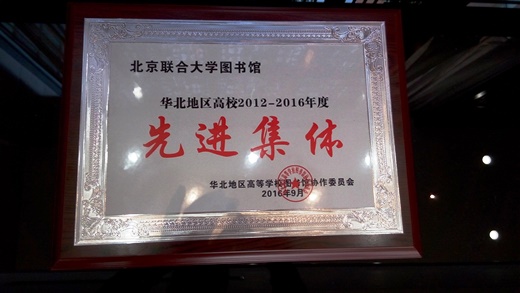 北京联合大学图书馆
华北地区高校2012-2016年度
先进集体
华北地区高等学校图书馆协作委员会
2016年9月